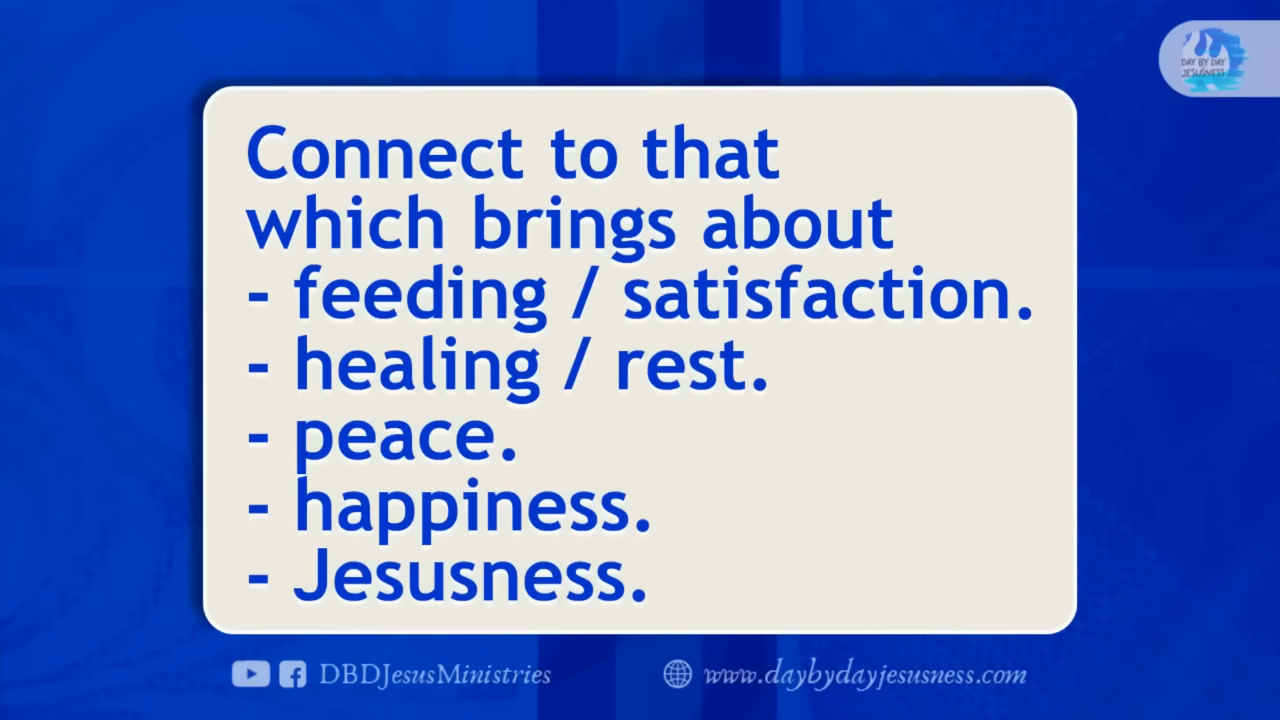 DAY BY DAY
JESUSNESS
Connect to that
which brings about
- feeding / satisfaction.
- healing / rest.
- peace.
- happiness.
- Jesusness.
DBDJesusMinistries
www.daybydayjesusness.com